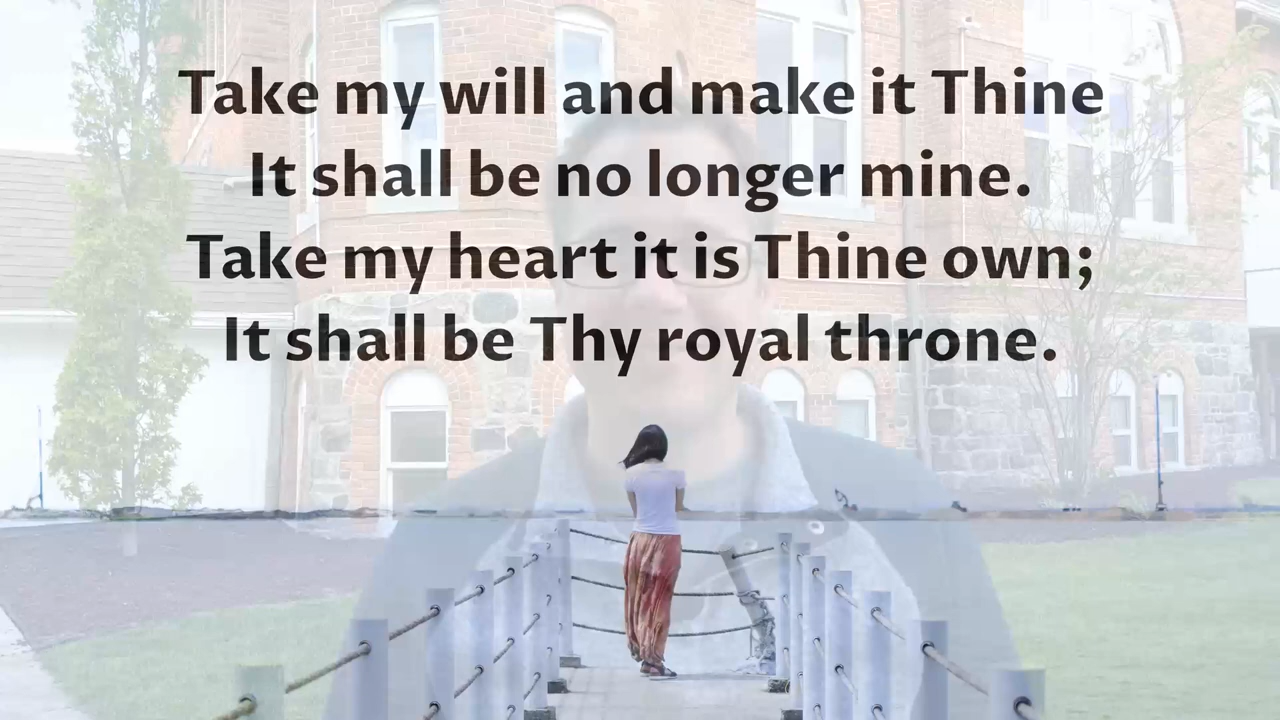 Take my will and make it Thine
It shall be no longer mine.
Take my heart it is Thine own;
It shall be Thy royal throne.